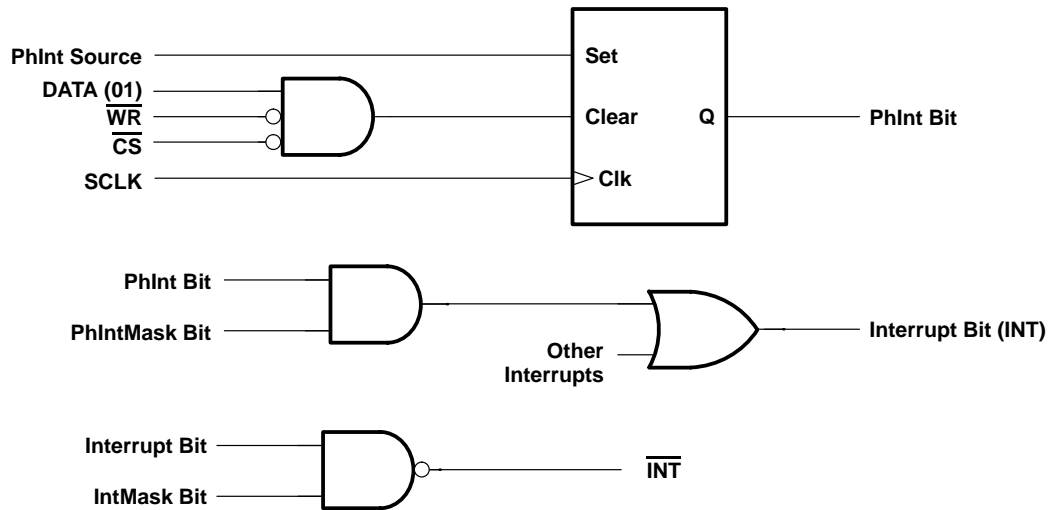 PhInt Source
DATA (01)
WR
CS
SCLK
Set
Clear
Clk
Q
PhInt Bit
PhInt Bit
PhIntMask Bit
Other
Interrupts
Interrupt Bit (INT)
Interrupt Bit
IntMask Bit
INT